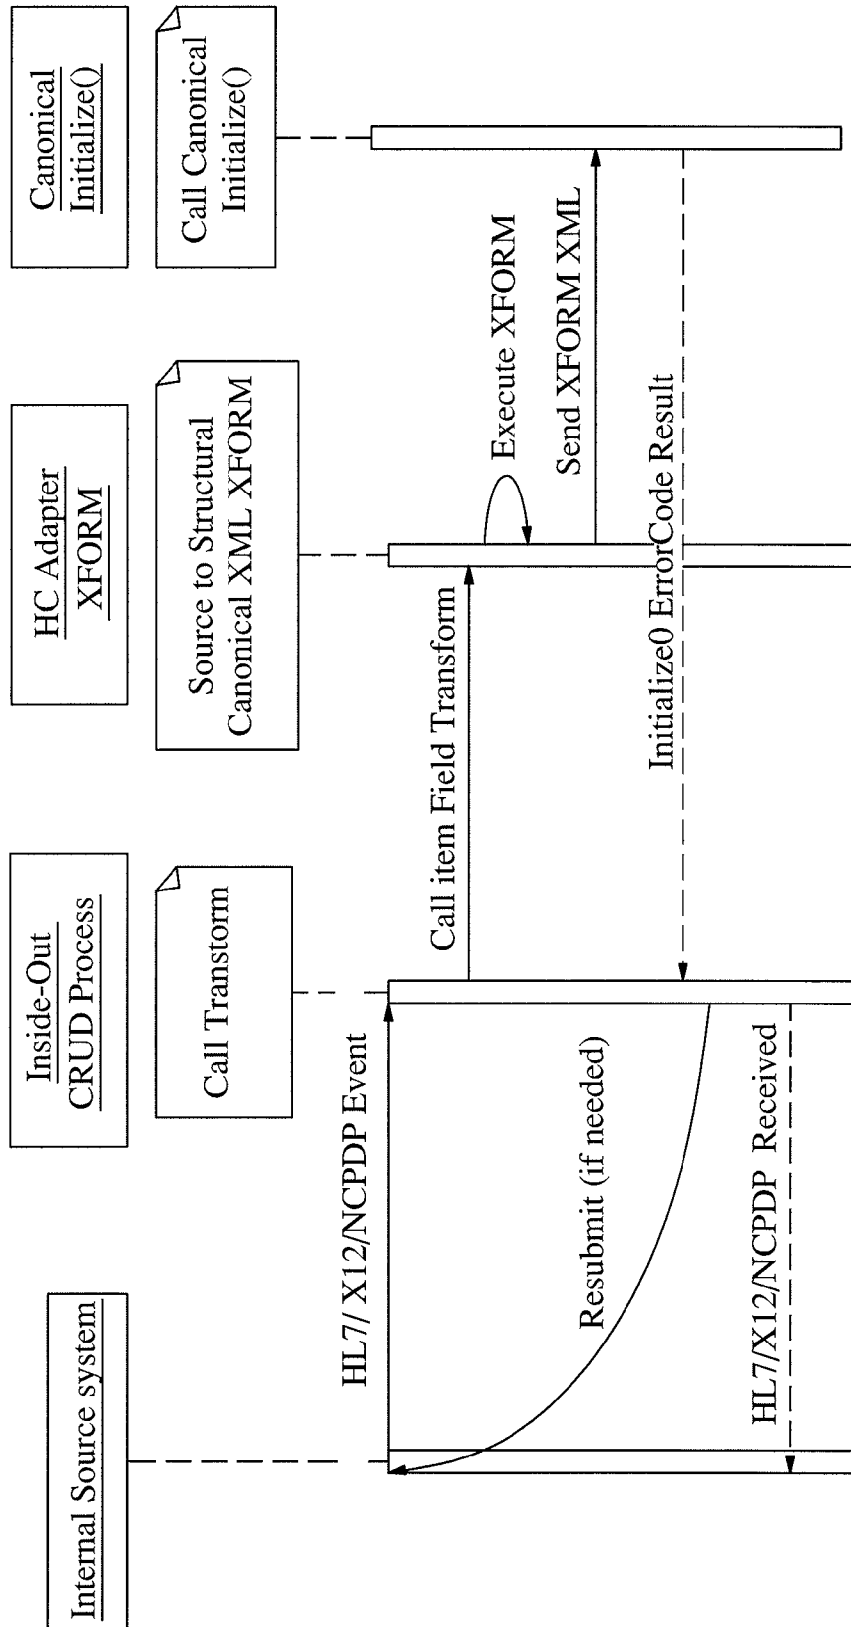 Internal Source system
Inside-Out
CRUD Process
HC Adapter
XFORM
Canonical
Initialize()
Call Transtorm
Source to Structural
Canonical XML XFORM
Call Canonical
Initialize()
HL7/ X12/NCPDP Event
Call item Field Transform
Execute XFORM
Send XFORM XML
Initialize0 ErrorCode Result
Resubmit (if needed)
HL7/X12/NCPDP Received